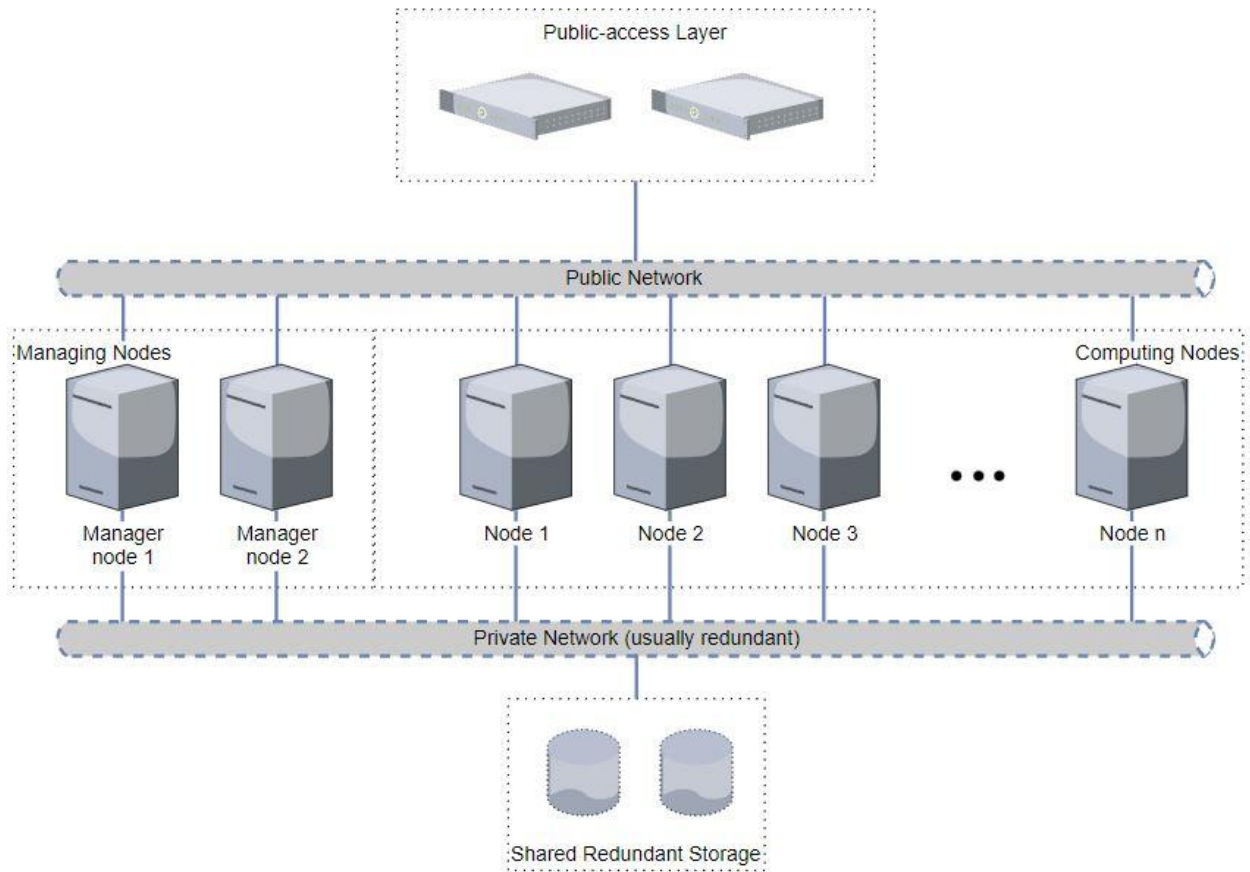 Public-access Layer
Public Network
Managing Nodes
Computing Nodes
Manager
node 1
Manager
node 2
Node 1
Node 2
Node 3
Node n
Private Network (usually redundant)
Shared Redundant Storage